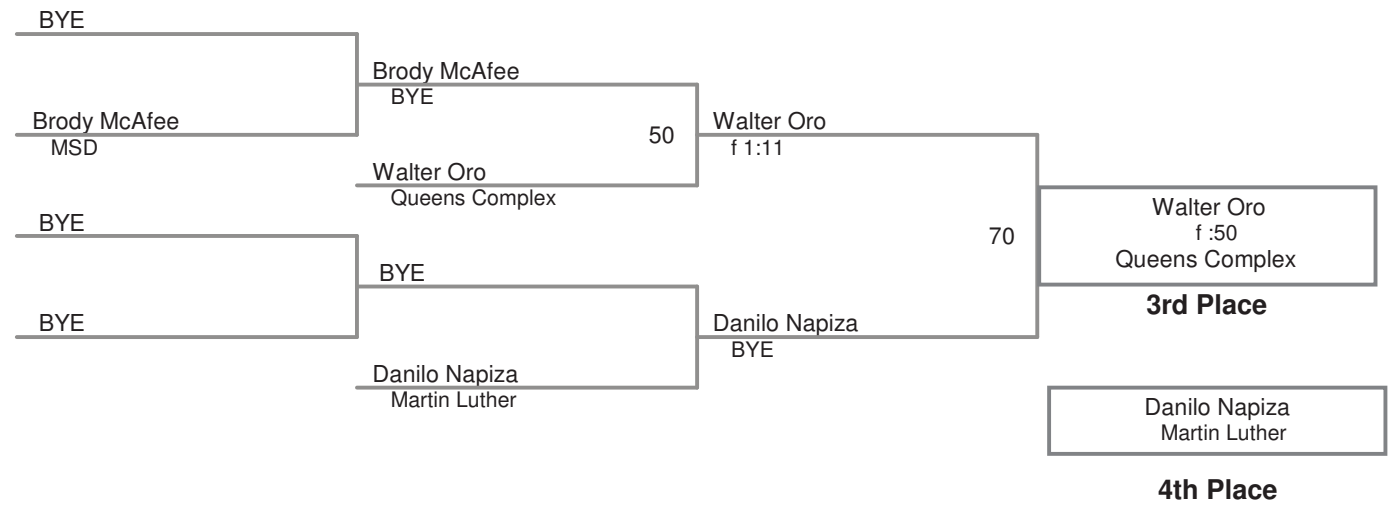 BYE
Brody McAfee
BYE
Brody McAfee
MSD
50
Walter Oro
f 1:11
Walter Oro
Queens Complex
Walter Oro
f :50
Queens Complex
3rd Place
70
BYE
BYE
BYE
Danilo Napiza
BYE
Danilo Napiza
Martin Luther
Danilo Napiza
Martin Luther
4th Place